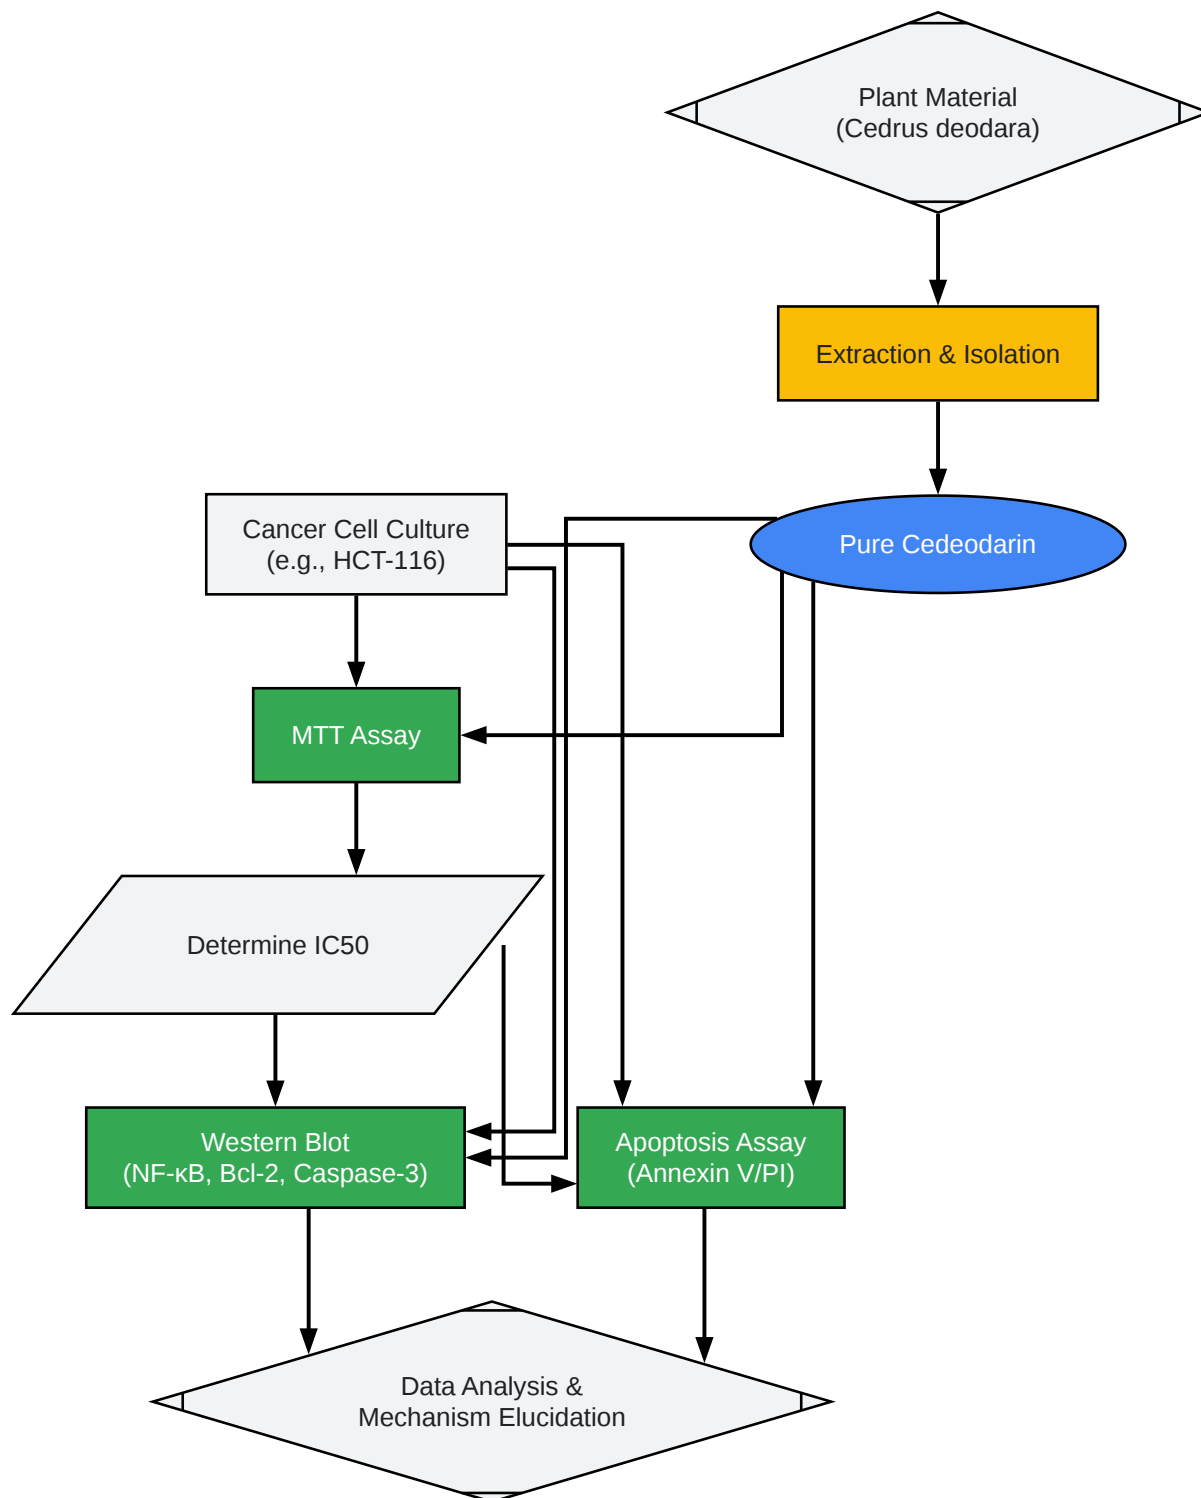 Plant Material
(Cedrus deodara)
Extraction & Isolation
Cancer Cell Culture
(e.g., HCT-116)
Pure Cedeodarin
MTT Assay
Determine IC50
Western Blot
(NF-κB, Bcl-2, Caspase-3)
Apoptosis Assay
(Annexin V/PI)
Data Analysis &
Mechanism Elucidation